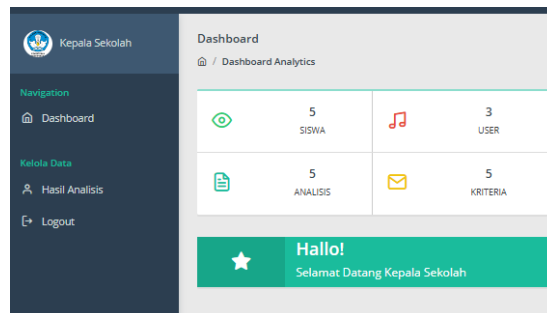 Kepala Sekolah
Navigation
Dashboard
Kelola Data
Hasil Analisis
Logout
Dashboard
/ Dashboard Analytics
5
SISWA
3
USER
5
ANALISIS
5
KRITERIA
Hallo!
Selamat Datang Kepala Sekolah